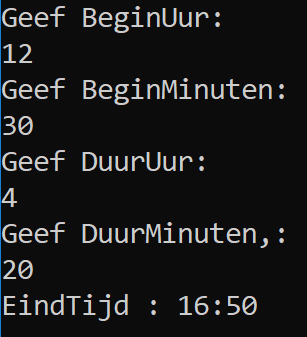 Geef BeginUur:
12
Geef BeginMinuten:
30
Geef DuurUur:
4
Geef DuurMinuten,:
20
EindTijd : 16:50